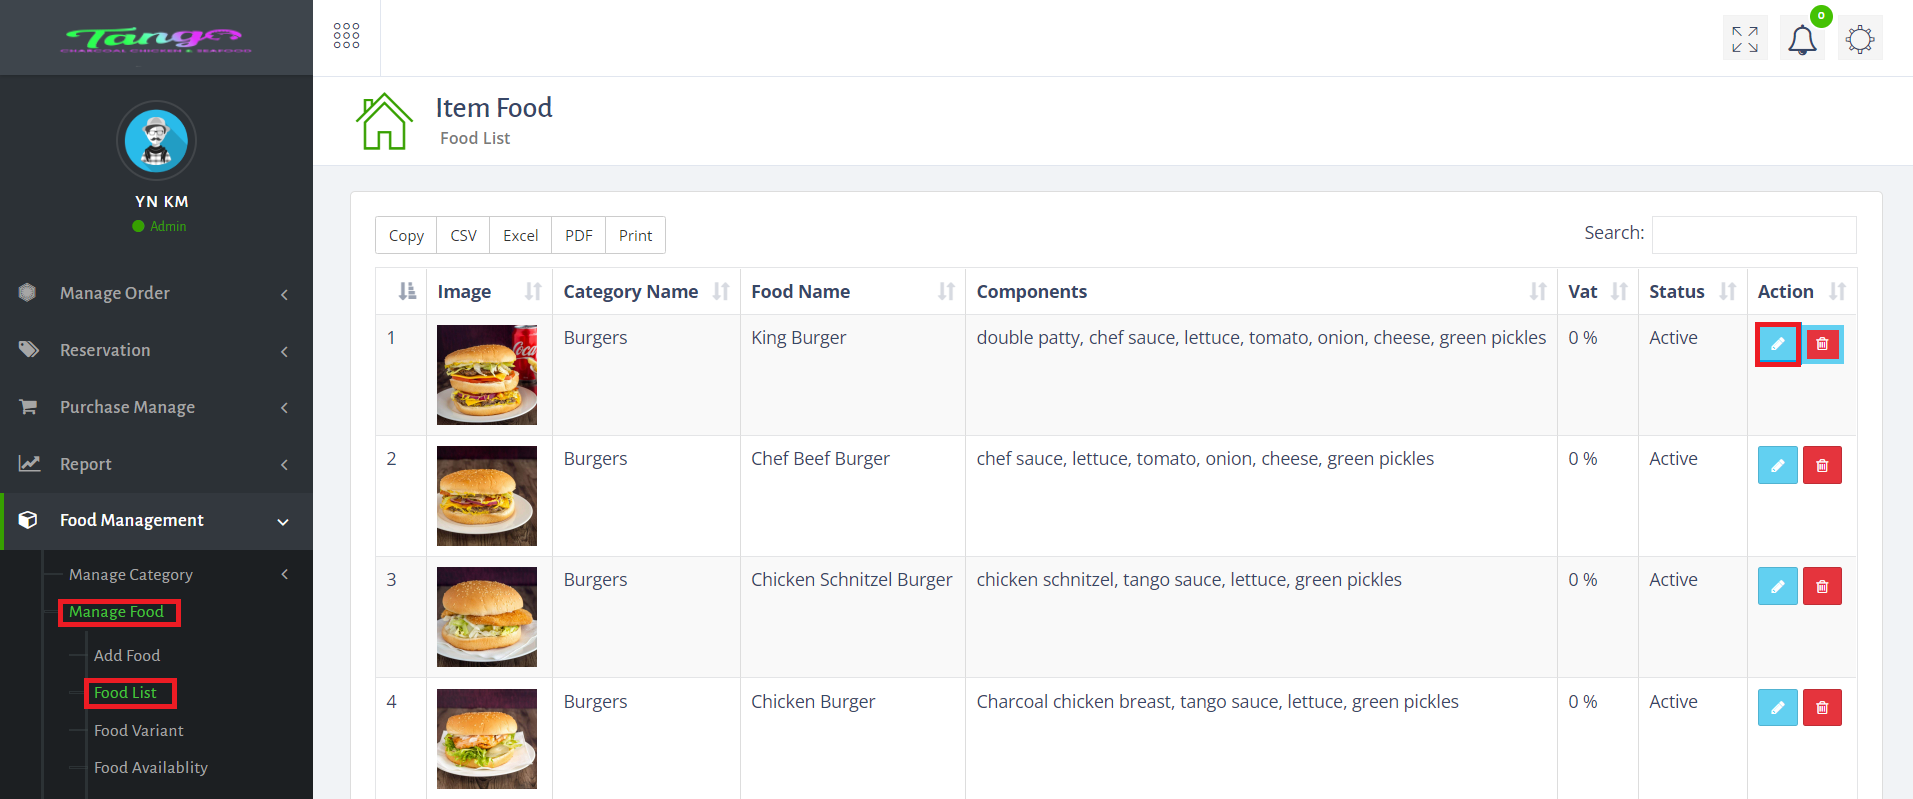 Tango
CHARCOAL CHICKEN & SEAFOOD
0
YN KM
Admin
Manage Order
Reservation
Purchase Manage
Report
Food Management
Manage Category
Manage Food
Add Food
Food List
Food Variant
Food Availablity
Item Food
Food List
Copy CSV Excel PDF Print
Search:
Image Category Name Food Name Components Vat Status Action
1 Burgers King Burger double patty, chef sauce, lettuce, tomato, onion, cheese, green pickles 0 % Active
2 Burgers Chef Beef Burger chef sauce, lettuce, tomato, onion, cheese, green pickles 0 % Active
3 Burgers Chicken Schnitzel Burger chicken schnitzel, tango sauce, lettuce, green pickles 0 % Active
4 Burgers Chicken Burger Charcoal chicken breast, tango sauce, lettuce, green pickles 0 % Active